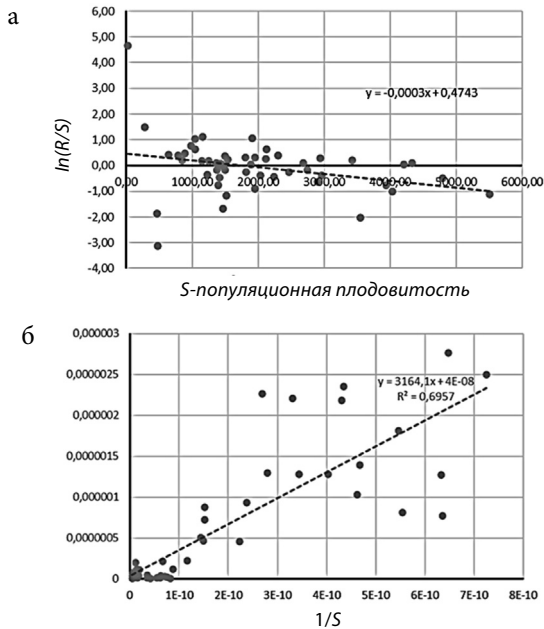 а
6,00
5,00
4,00
3,00
2,00
1,00
0,00
-1,00
-2,00
-3,00
-4,00
ln(R/S)
y = -0,0003x + 0,4743
0,00 1000,00 2000,00 3000,00 4000,00 5000,00 6000,00
S-популяционная плодовитость
б
0,000003
0,0000025
0,000002
0,0000015
0,000001
0,0000005
0
y = 3164,1x + 4E-08
R² = 0,6957
0 1E-10 2E-10 3E-10 4E-10 5E-10 6E-10 7E-10 8E-10
1/S